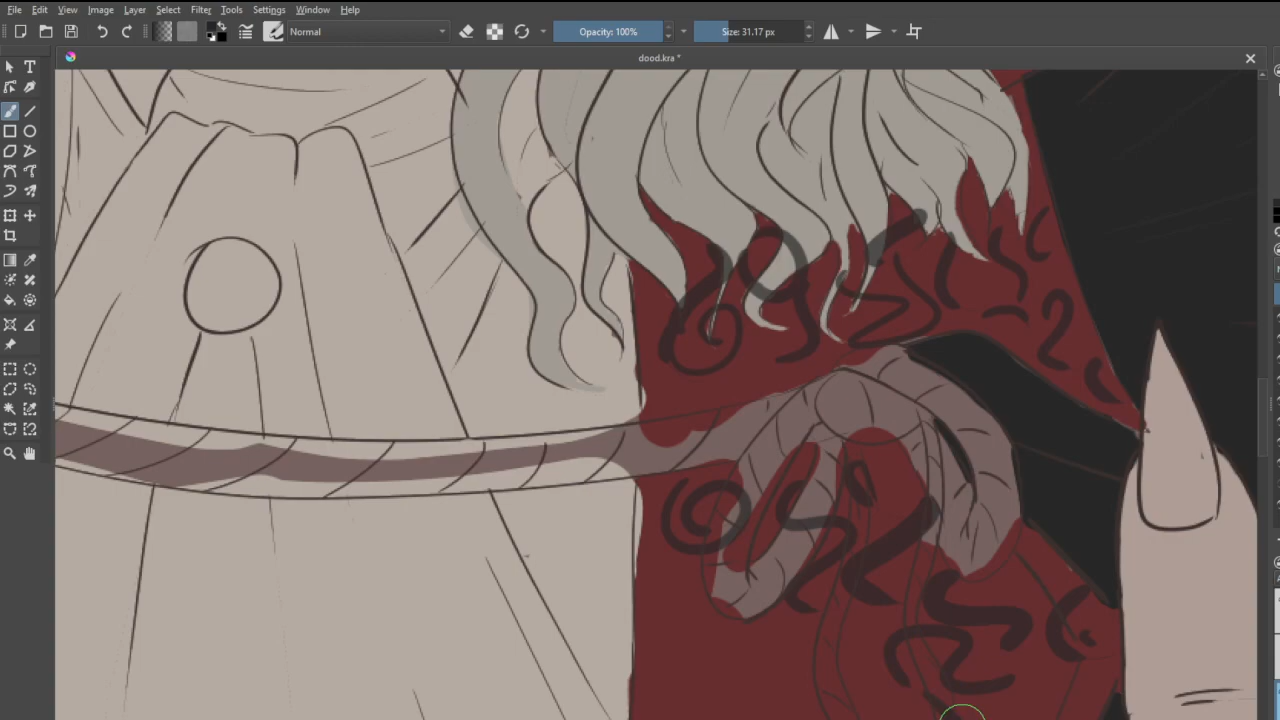 File Edit View Image Layer Select Filter Tools Settings Window Help
Normal Opacity: 100% Size: 31.17 px
dood.kra *